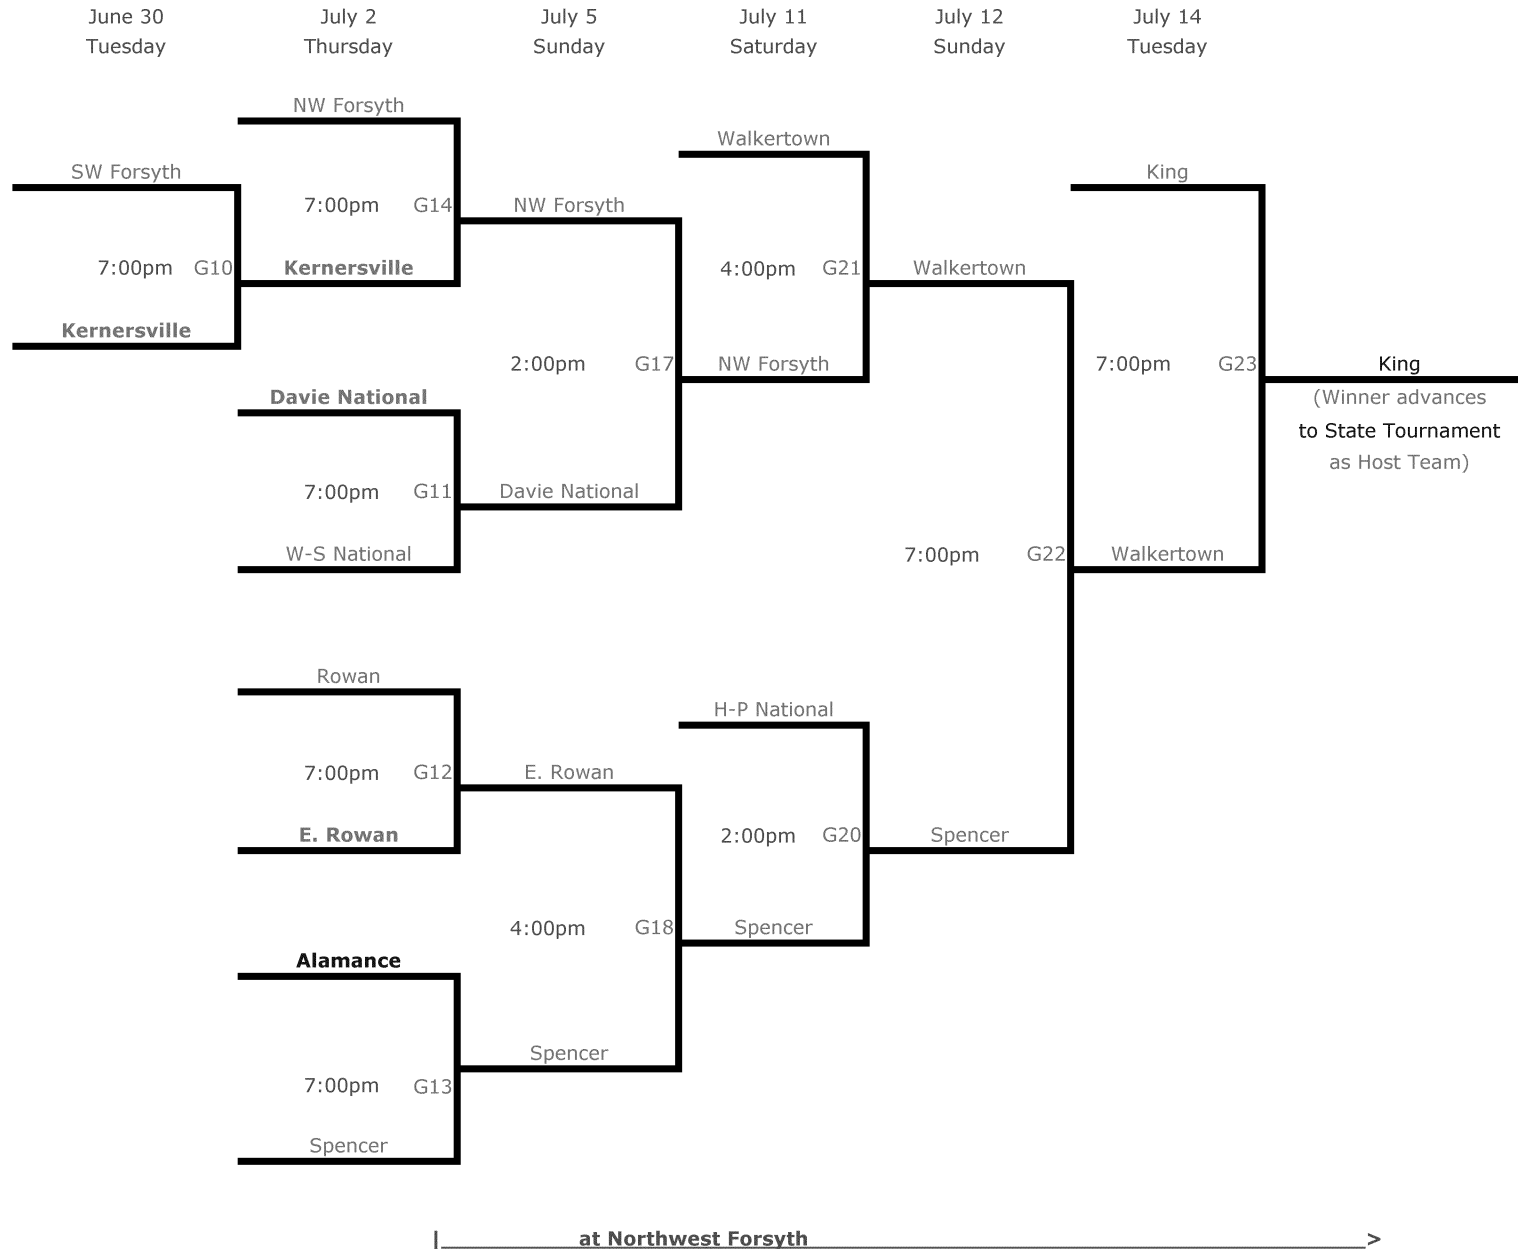 June 30 July 2 July 5 July 11 July 12 July 14
Tuesday Thursday Sunday Saturday Sunday Tuesday
NW Forsyth
Walkertown
SW Forsyth King
7:00pm G14 NW Forsyth
7:00pm G10 Kernersville 4:00pm G21 Walkertown
Kernersville
2:00pm G17 NW Forsyth 7:00pm G23 King
Davie National (Winner advances
to State Tournament
as Host Team)
7:00pm G11 Davie National
W-S National 7:00pm G22 Walkertown
Rowan
H-P National
7:00pm G12 E. Rowan
E. Rowan 2:00pm G20 Spencer
4:00pm G18 Spencer
Alamance
Spencer
7:00pm G13
Spencer
|____________ at Northwest Forsyth ____________>